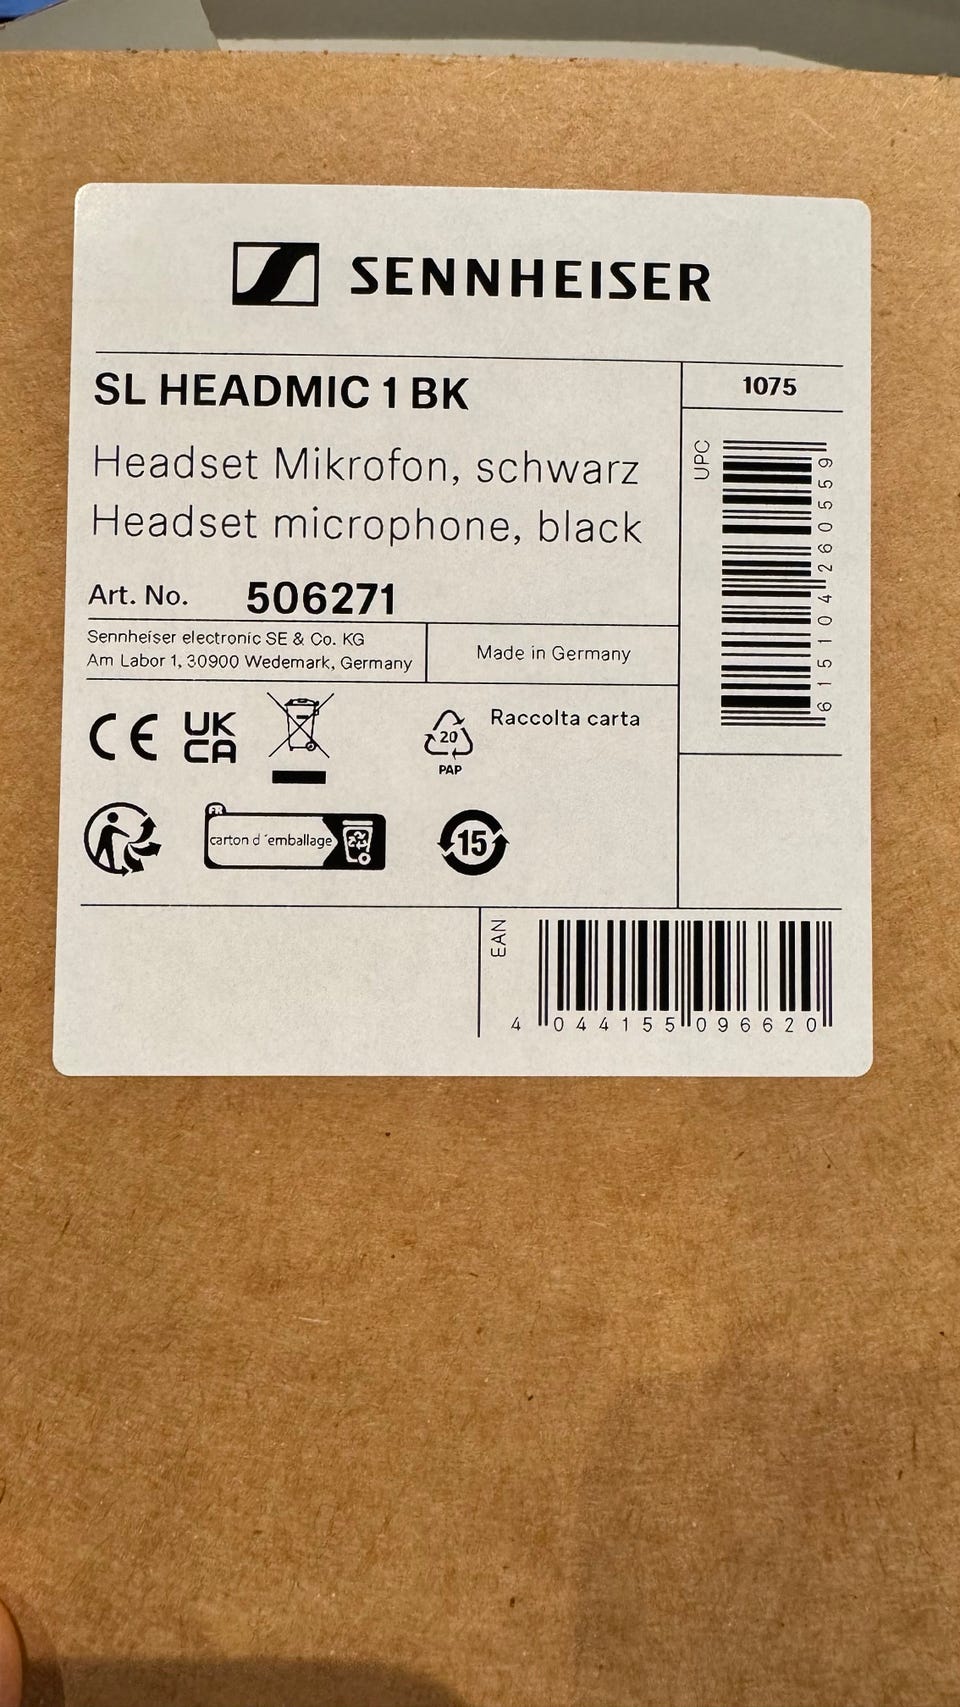 SENNHEISER
SL HEADMIC 1 BK
Headset Mikrofon, schwarz
Headset microphone, black
Art. No. 506271
Sennheiser electronic SE & Co. KG
Am Labor 1, 30900 Wedemark, Germany
Made in Germany
1075
UPC
6 15104 260559
CE
UK
CA
20
PAP
Raccolta carta
FR
carton d´emballage
15
EAN
4 044155 096620